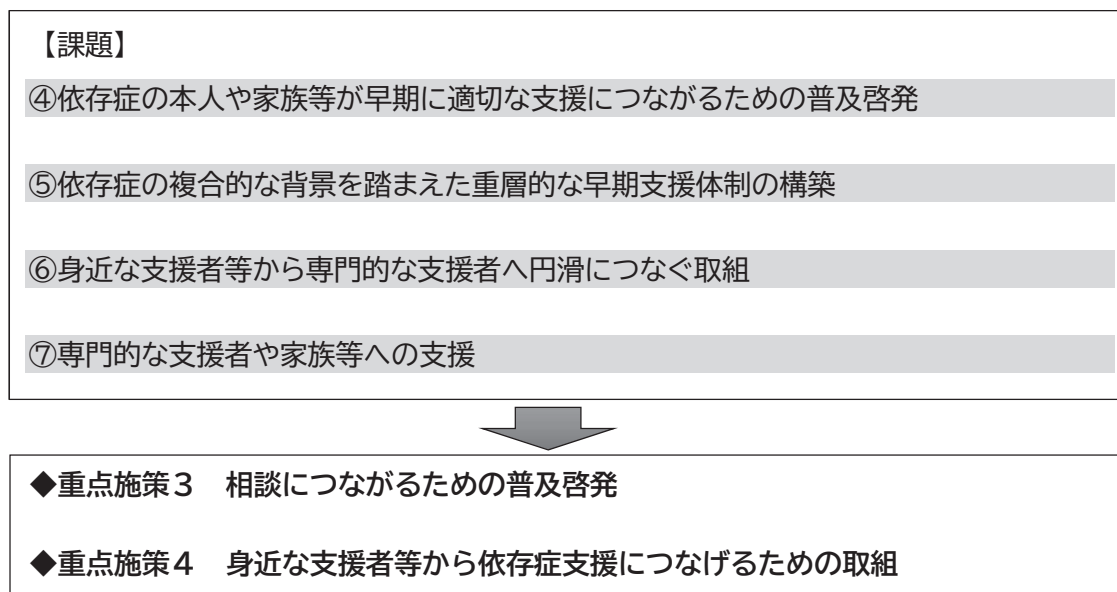 【課題】
④依存症の本人や家族等が早期に適切な支援につながるための普及啓発
⑤依存症の複合的な背景を踏まえた重層的な早期支援体制の構築
⑥身近な支援者等から専門的な支援者へ円滑につなぐ取組
⑦専門的な支援者や家族等への支援
◆重点施策３　相談につながるための普及啓発
◆重点施策４　身近な支援者等から依存症支援につなげるための取組